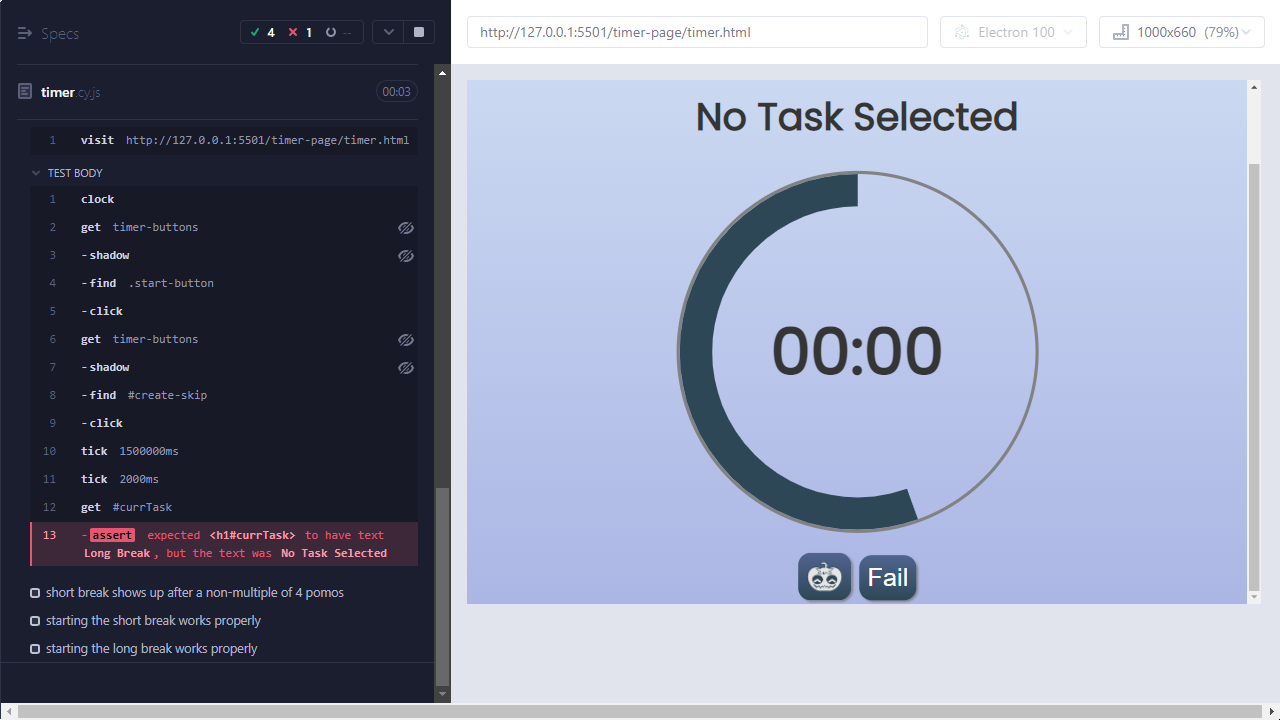 Specs
4 1 --
timer.cy.js
00:03
1 visit http://127.0.0.1:5501/timer-page/timer.html
TEST BODY
1 clock
2 get timer-buttons
3 -shadow
4 -find .start-button
5 -click
6 get timer-buttons
7 -shadow
8 -find #create-skip
9 -click
10 tick 1500000ms
11 tick 2000ms
12 get #currTask
13 -assert expected <h1#currTask> to have text
Long Break, but the text was No Task Selected
short break shows up after a non-multiple of 4 pomos
starting the short break works properly
starting the long break works properly
http://127.0.0.1:5501/timer-page/timer.html
Electron 100
1000x660 (79%)
No Task Selected
00:00
Fail